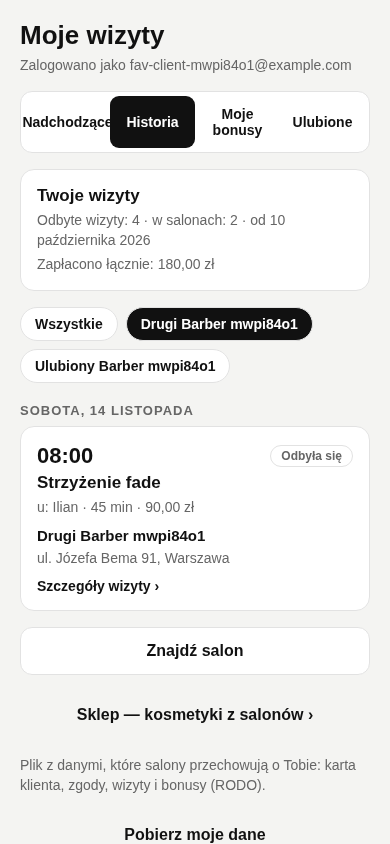 Moje wizyty
Zalogowano jako fav-client-mwpi84o1@example.com
Nadchodzące
Historia
Moje
bonusy
Ulubione
Twoje wizyty
Odbyte wizyty: 4 · w salonach: 2 · od 10
października 2026
Zapłacono łącznie: 180,00 zł
Wszystkie
Drugi Barber mwpi84o1
Ulubiony Barber mwpi84o1
SOBOTA, 14 LISTOPADA
08:00
Odbyła się
Strzyżenie fade
u: Ilian · 45 min · 90,00 zł
Drugi Barber mwpi84o1
ul. Józefa Bema 91, Warszawa
Szczegóły wizyty ›
Znajdź salon
Sklep — kosmetyki z salonów ›
Plik z danymi, które salony przechowują o Tobie: karta
klienta, zgody, wizyty i bonusy (RODO).
Pobierz moje dane